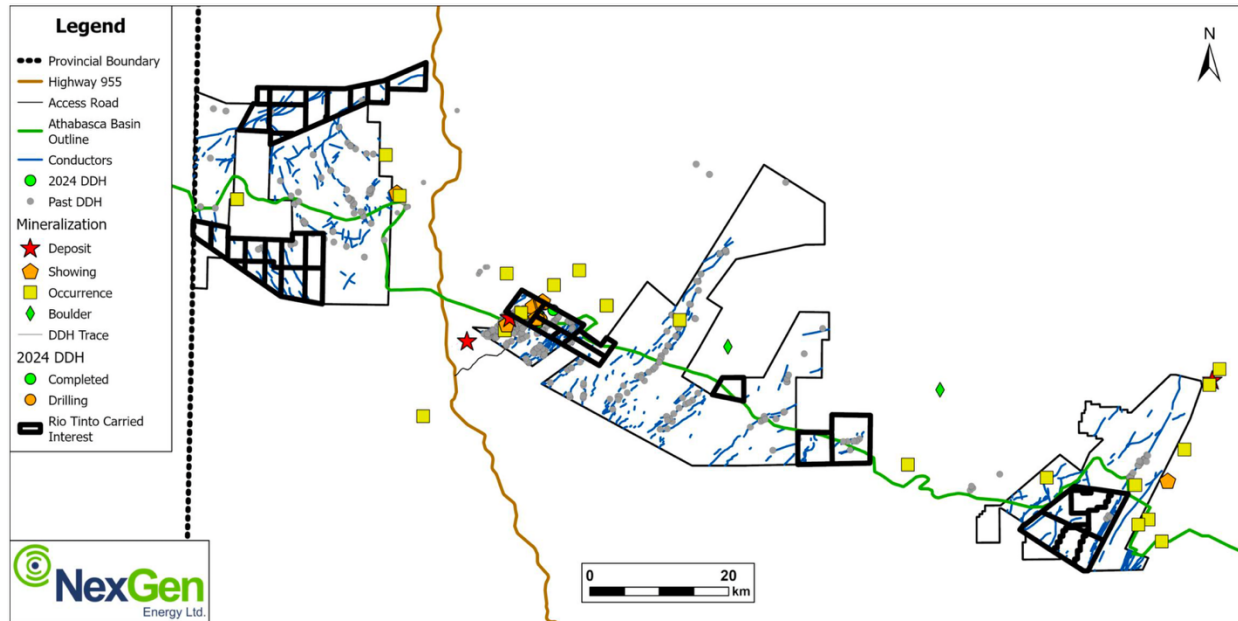 Legend
Provincial Boundary
Highway 955
Access Road
Athabasca Basin
Outline
Conductors
2024 DDH
Past DDH
Mineralization
Deposit
Showing
Occurrence
Boulder
DDH Trace
2024 DDH
Completed
Drilling
Rio Tinto Carried
Interest
N
NexGen
Energy Ltd.
0 20
km